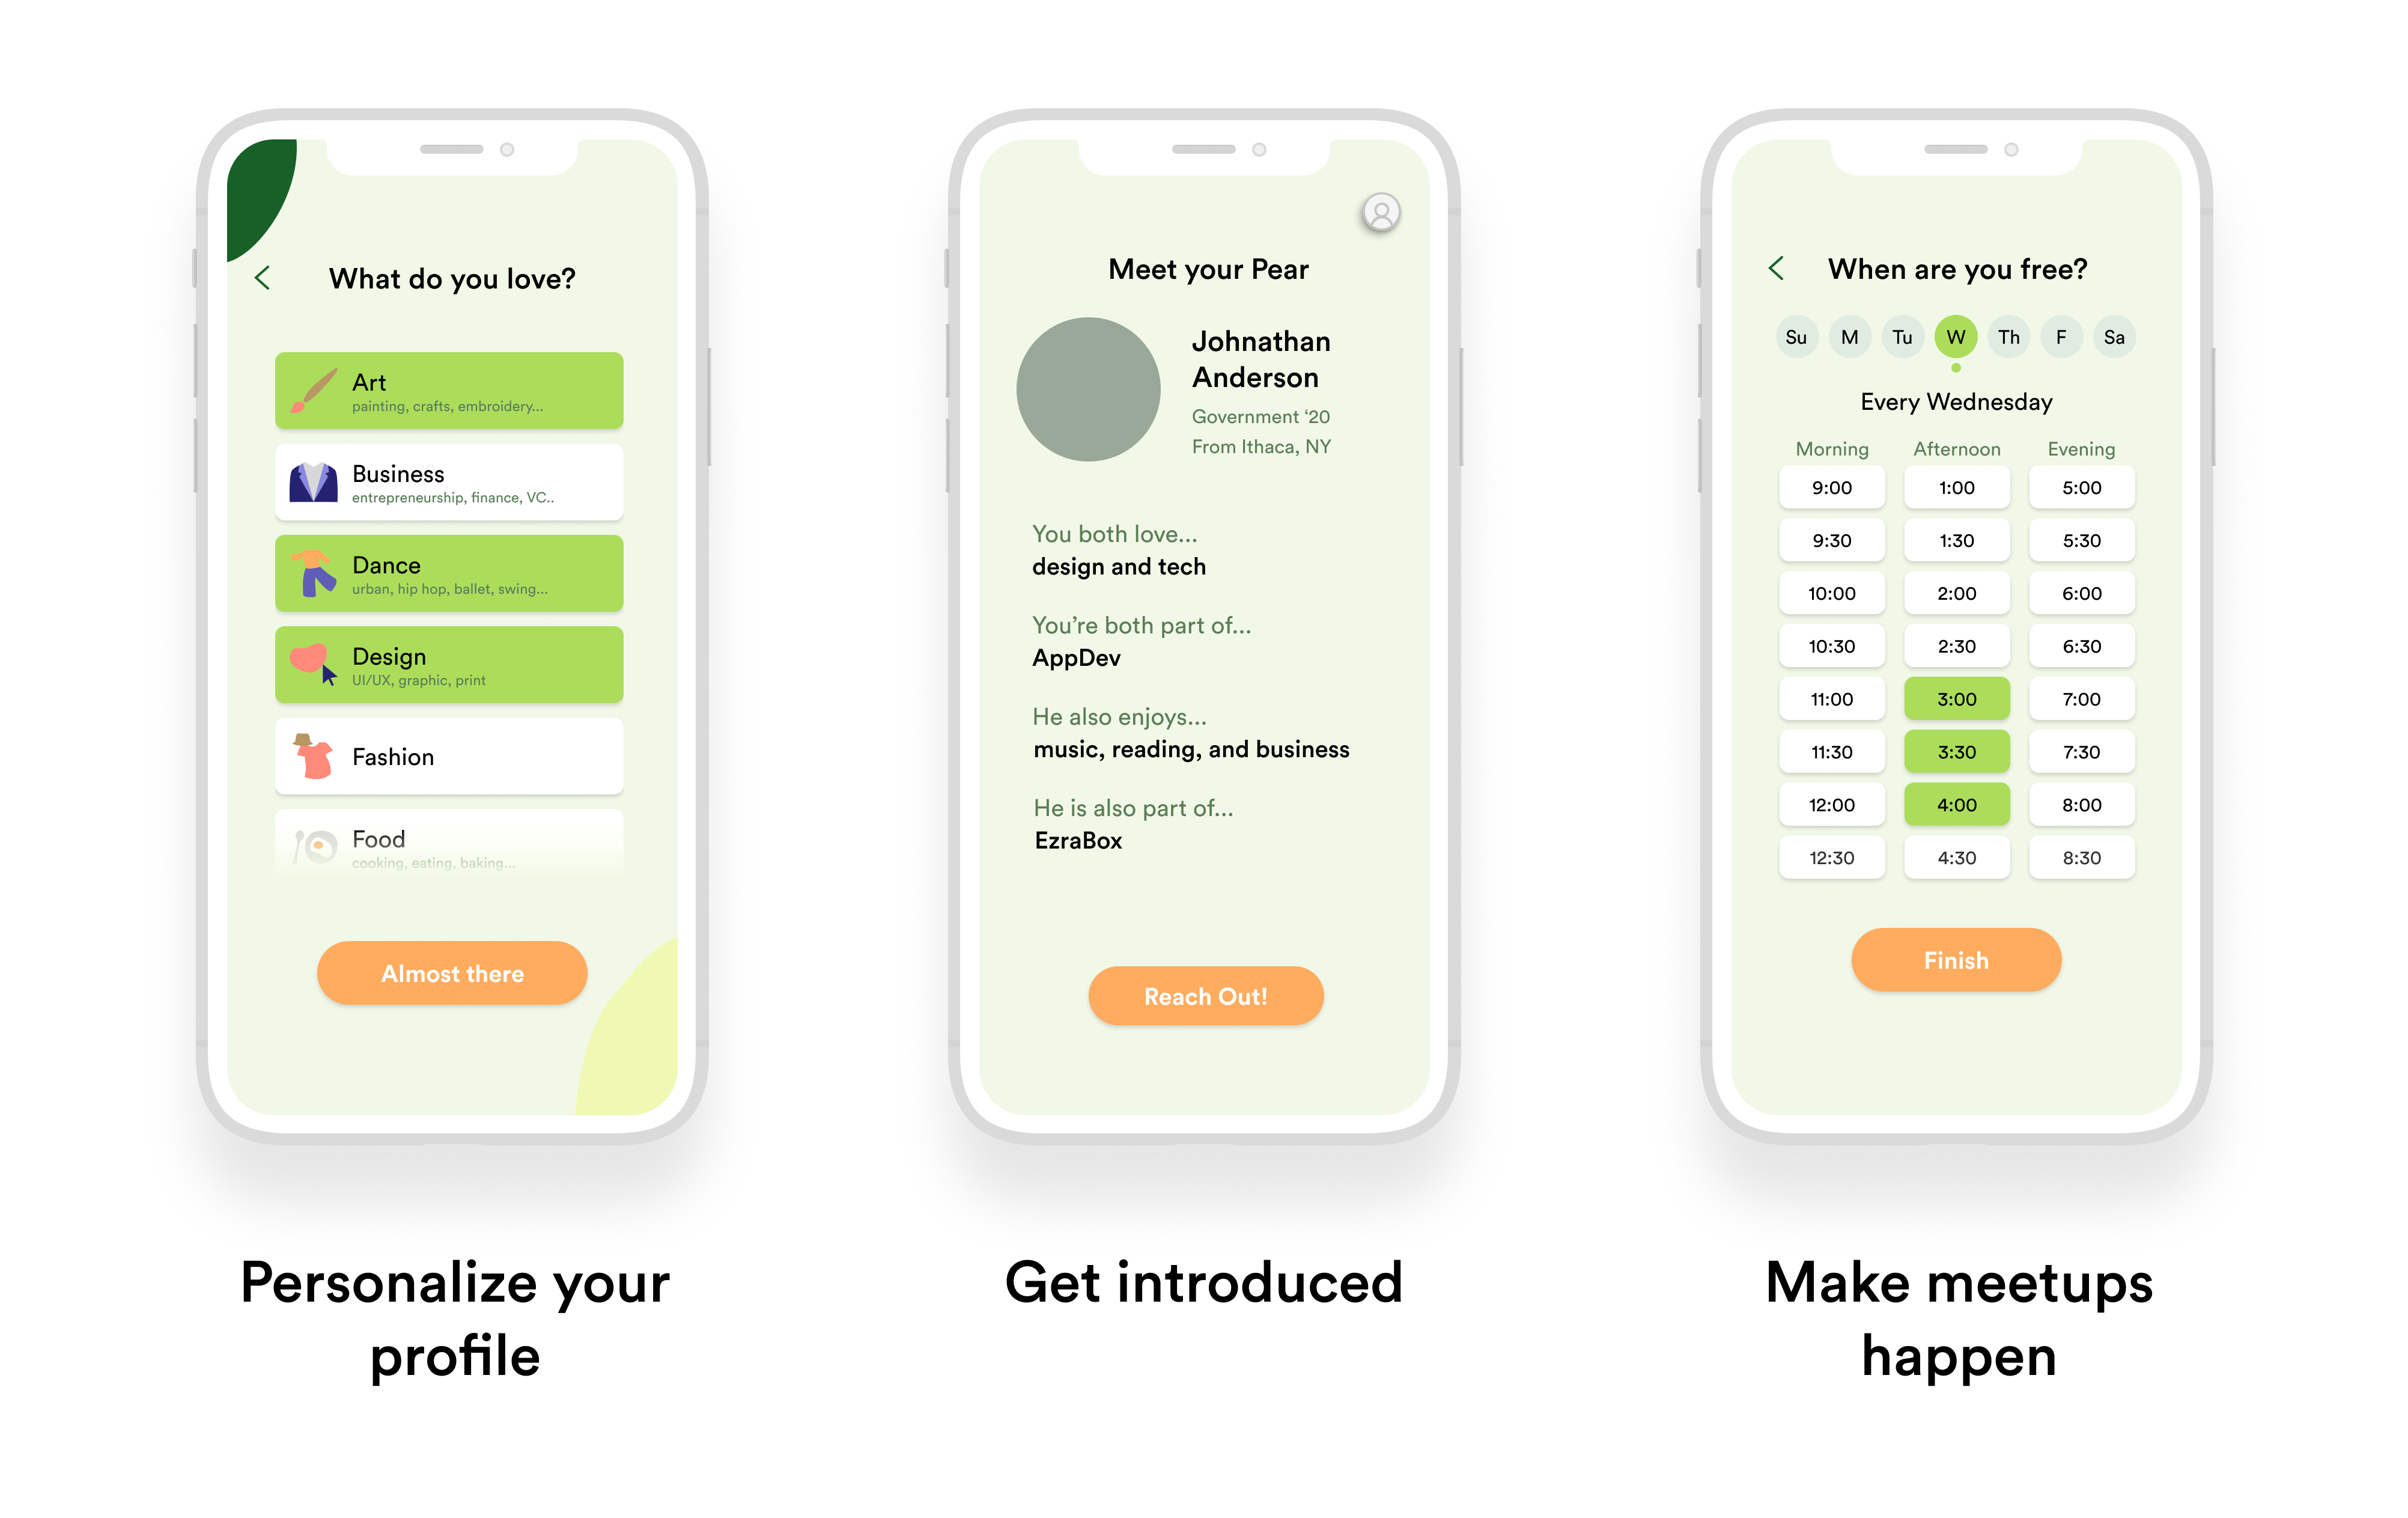 What do you love?
Art
painting, crafts, embroidery...
Business
entrepreneurship, finance, VC..
Dance
urban, hip hop, ballet, swing...
Design
UI/UX, graphic, print
Fashion
Food
cooking, eating, baking...
Almost there
Personalize your
profile
Meet your Pear
Johnathan
Anderson
Government ‘20
From Ithaca, NY
You both love...
design and tech
You’re both part of...
AppDev
He also enjoys...
music, reading, and business
He is also part of...
EzraBox
Reach Out!
Get introduced
When are you free?
Su M Tu W Th F Sa
Every Wednesday
Morning Afternoon Evening
9:00 1:00 5:00
9:30 1:30 5:30
10:00 2:00 6:00
10:30 2:30 6:30
11:00 3:00 7:00
11:30 3:30 7:30
12:00 4:00 8:00
12:30 4:30 8:30
Finish
Make meetups
happen